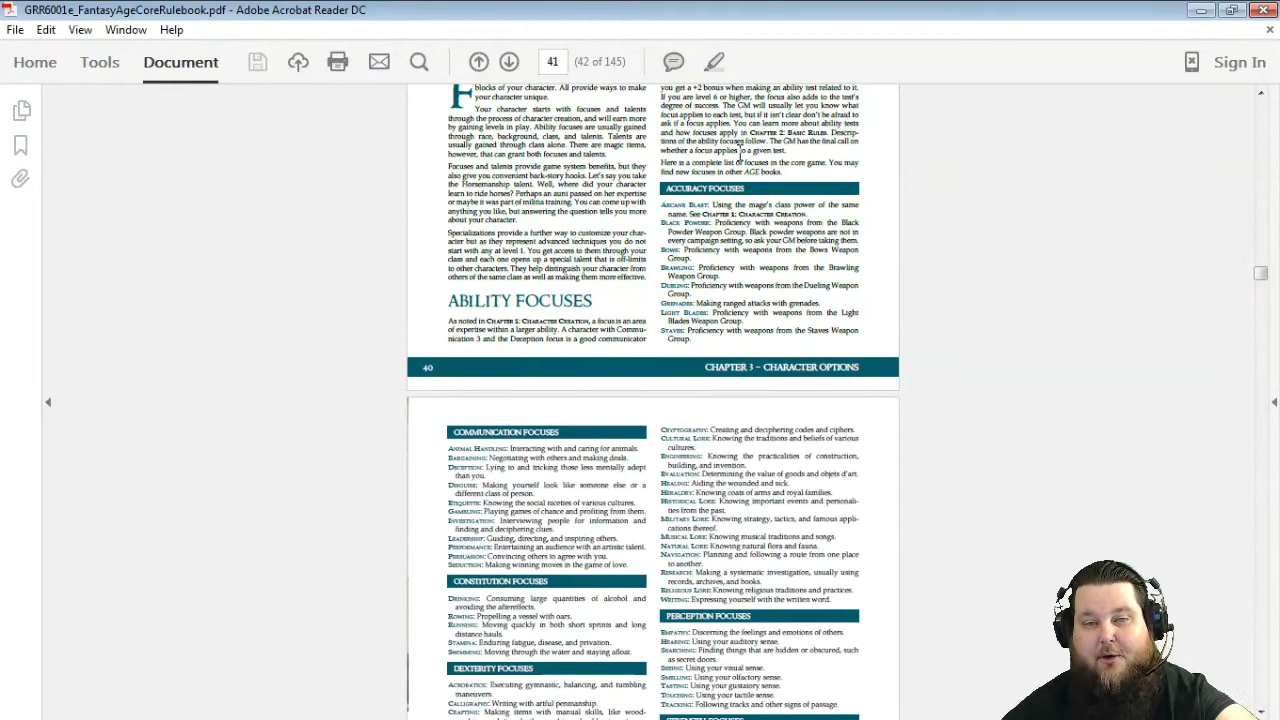 GRR6001e_FantasyAgeCoreRulebook.pdf - Adobe Acrobat Reader DC
File Edit View Window Help
Home Tools Document 41 (42 of 145) Sign In
blocks of your character. All provide ways to make
your character unique.
Your character starts with focuses and talents
through the process of character creation, and will earn more
by gaining levels in play. Ability focuses are usually gained
through race, background, class, and talents. Talents are
usually gained through class alone. There are magic items,
however, that can grant both focuses and talents.
Focuses and talents provide game system benefits, but they
also give you convenient back-story hooks. Let's say you take
the Horsemanship talent. Well, where did your character
learn to ride horses? Perhaps an aunt passed on her expertise
or maybe it was part of militia training. You can come up with
anything you like, but answering the question tells you more
about your character.
Specializations provide a further way to customize your char-
acter but as they represent advanced techniques you do not
start with any at level 1. You get access to them through your
class and each one opens up a special talent that is off-limits
to other characters. They help distinguish your character from
others of the same class as well as making them more effective.
ABILITY FOCUSES
As noted in CHAPTER 1: CHARACTER CREATION, a focus is an area
of expertise within a larger ability. A character with Commu-
nication 3 and the Deception focus is a good communicator
you get a +2 bonus when making an ability test related to it.
If you are level 6 or higher, the focus also adds to the test's
degree of success. The GM will usually let you know what
focus applies to each test, but if it isn't clear don't be afraid to
ask if a focus applies. You can learn more about ability tests
and how focuses apply in CHAPTER 2: BASIC RULES. Descrip-
tions of the ability focuses follow. The GM has the final call on
whether a focus applies to a given test.
Here is a complete list of focuses in the core game. You may
find new focuses in other AGE books.
ACCURACY FOCUSES
ARCANE BLAST: Using the mage's class power of the same
name. See CHAPTER 1: CHARACTER CREATION.
BLACK POWDER: Proficiency with weapons from the Black
Powder Weapon Group. Black powder weapons are not in
every campaign setting, so ask your GM before taking them.
BOWS: Proficiency with weapons from the Bows Weapon
Group.
BRAWLING: Proficiency with weapons from the Brawling
Weapon Group.
DUELING: Proficiency with weapons from the Dueling Weapon
Group.
GRENADES: Making ranged attacks with grenades.
LIGHT BLADES: Proficiency with weapons from the Light
Blades Weapon Group.
STAVES: Proficiency with weapons from the Staves Weapon
Group.
40 CHAPTER 3 – CHARACTER OPTIONS
COMMUNICATION FOCUSES
ANIMAL HANDLING: Interacting with and caring for animals.
BARGAINING: Negotiating with others and making deals.
DECEPTION: Lying to and tricking those less mentally adept
than you.
DISGUISE: Making yourself look like someone else or a
different class of person.
ETIQUETTE: Knowing the social niceties of various cultures.
GAMBLING: Playing games of chance and profiting from them.
INVESTIGATION: Interviewing people for information and
finding and deciphering clues.
LEADERSHIP: Guiding, directing, and inspiring others.
PERFORMANCE: Entertaining an audience with an artistic talent.
PERSUASION: Convincing others to agree with you.
SEDUCTION: Making winning moves in the game of love.
CONSTITUTION FOCUSES
DRINKING: Consuming large quantities of alcohol and
avoiding the aftereffects.
ROWING: Propelling a vessel with oars.
RUNNING: Moving quickly in both short sprints and long
distance hauls.
STAMINA: Enduring fatigue, disease, and privation.
SWIMMING: Moving through the water and staying afloat.
DEXTERITY FOCUSES
ACROBATICS: Executing gymnastic, balancing, and tumbling
maneuvers.
CALLIGRAPHY: Writing with artful penmanship.
CRAFTING: Making items with manual skills, like wood-
CRYPTOGRAPHY: Creating and deciphering codes and ciphers.
CULTURAL LORE: Knowing the traditions and beliefs of various
cultures.
ENGINEERING: Knowing the practicalities of construction,
building, and invention.
EVALUATION: Determining the value of goods and objets d'art.
HEALING: Aiding the wounded and sick.
HERALDRY: Knowing coats of arms and royal families.
HISTORICAL LORE: Knowing important events and personali-
ties from the past.
MILITARY LORE: Knowing strategy, tactics, and famous appli-
cations thereof.
MUSICAL LORE: Knowing musical traditions and songs.
NATURAL LORE: Knowing natural flora and fauna.
NAVIGATION: Planning and following a route from one place
to another.
RESEARCH: Making a systematic investigation, usually using
records, archives, and books.
RELIGIOUS LORE: Knowing religious traditions and practices.
WRITING: Expressing yourself with the written word.
PERCEPTION FOCUSES
EMPATHY: Discerning the feelings and emotions of others.
HEARING: Using your auditory sense.
SEARCHING: Finding things that are hidden or obscured, such
as secret doors.
SEEING: Using your visual sense.
SMELLING: Using your olfactory sense.
TASTING: Using your gustatory sense.
TOUCHING: Using your tactile sense.
TRACKING: Following tracks and other signs of passage.